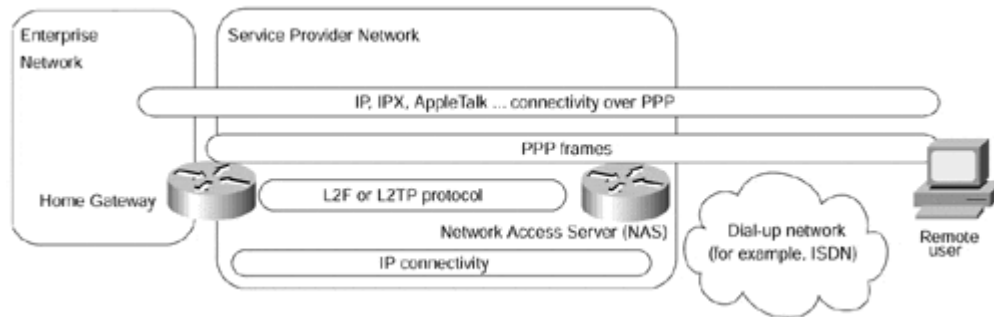 Enterprise
Network
Service Provider Network
IP, IPX, AppleTalk ... connectivity over PPP
PPP frames
Home Gateway
L2F or L2TP protocol
Network Access Server (NAS)
IP connectivity
Dial-up network
(for example, ISDN)
Remote
user